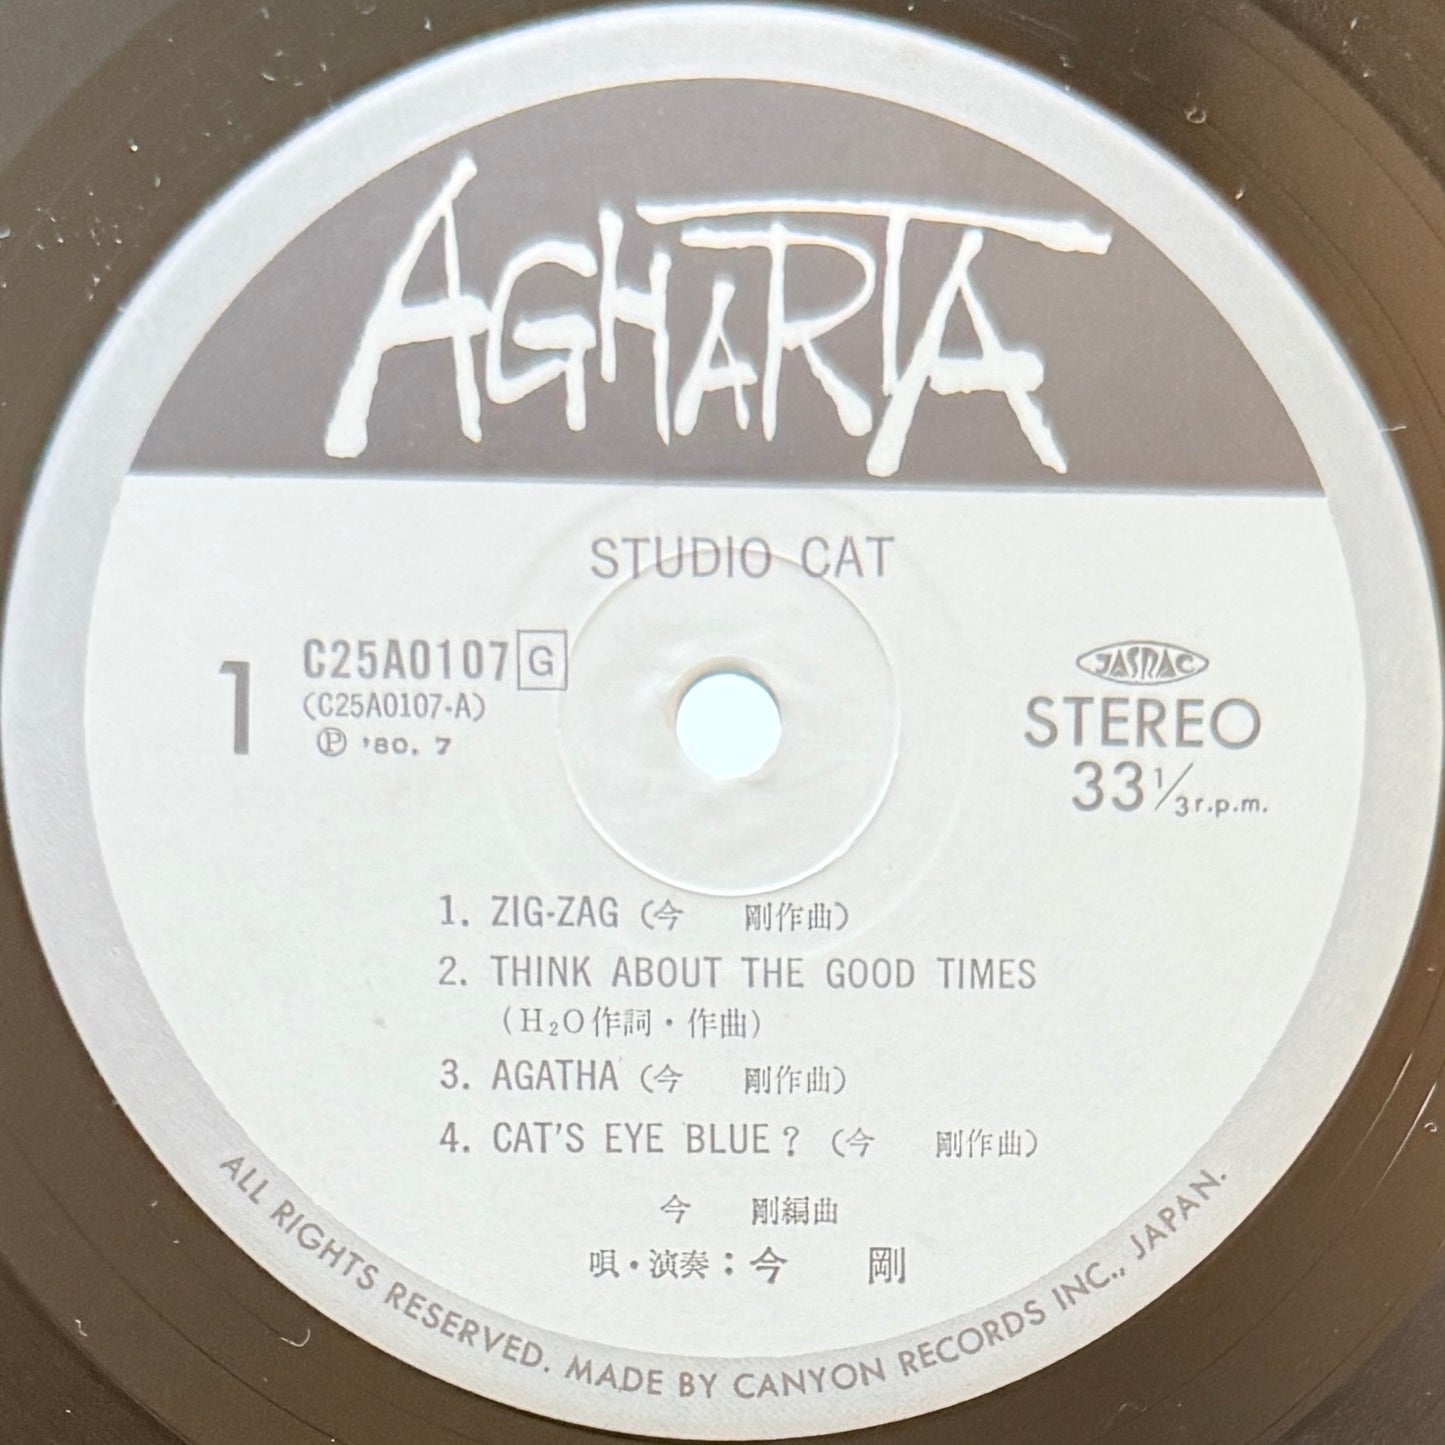 AGHARTA
STUDIO CAT
1
C25A0107 G
(C25A0107-A)
Ⓟ '80. 7
JASRAC
STEREO
33 1/3 r.p.m.
1. ZIG-ZAG (今 剛作曲)
2. THINK ABOUT THE GOOD TIMES
(H₂O作詞・作曲)
3. AGATHA (今 剛作曲)
4. CAT'S EYE BLUE? (今 剛作曲)
今 剛編曲
唄・演奏:今 剛
ALL RIGHTS RESERVED. MADE BY CANYON RECORDS INC., JAPAN.